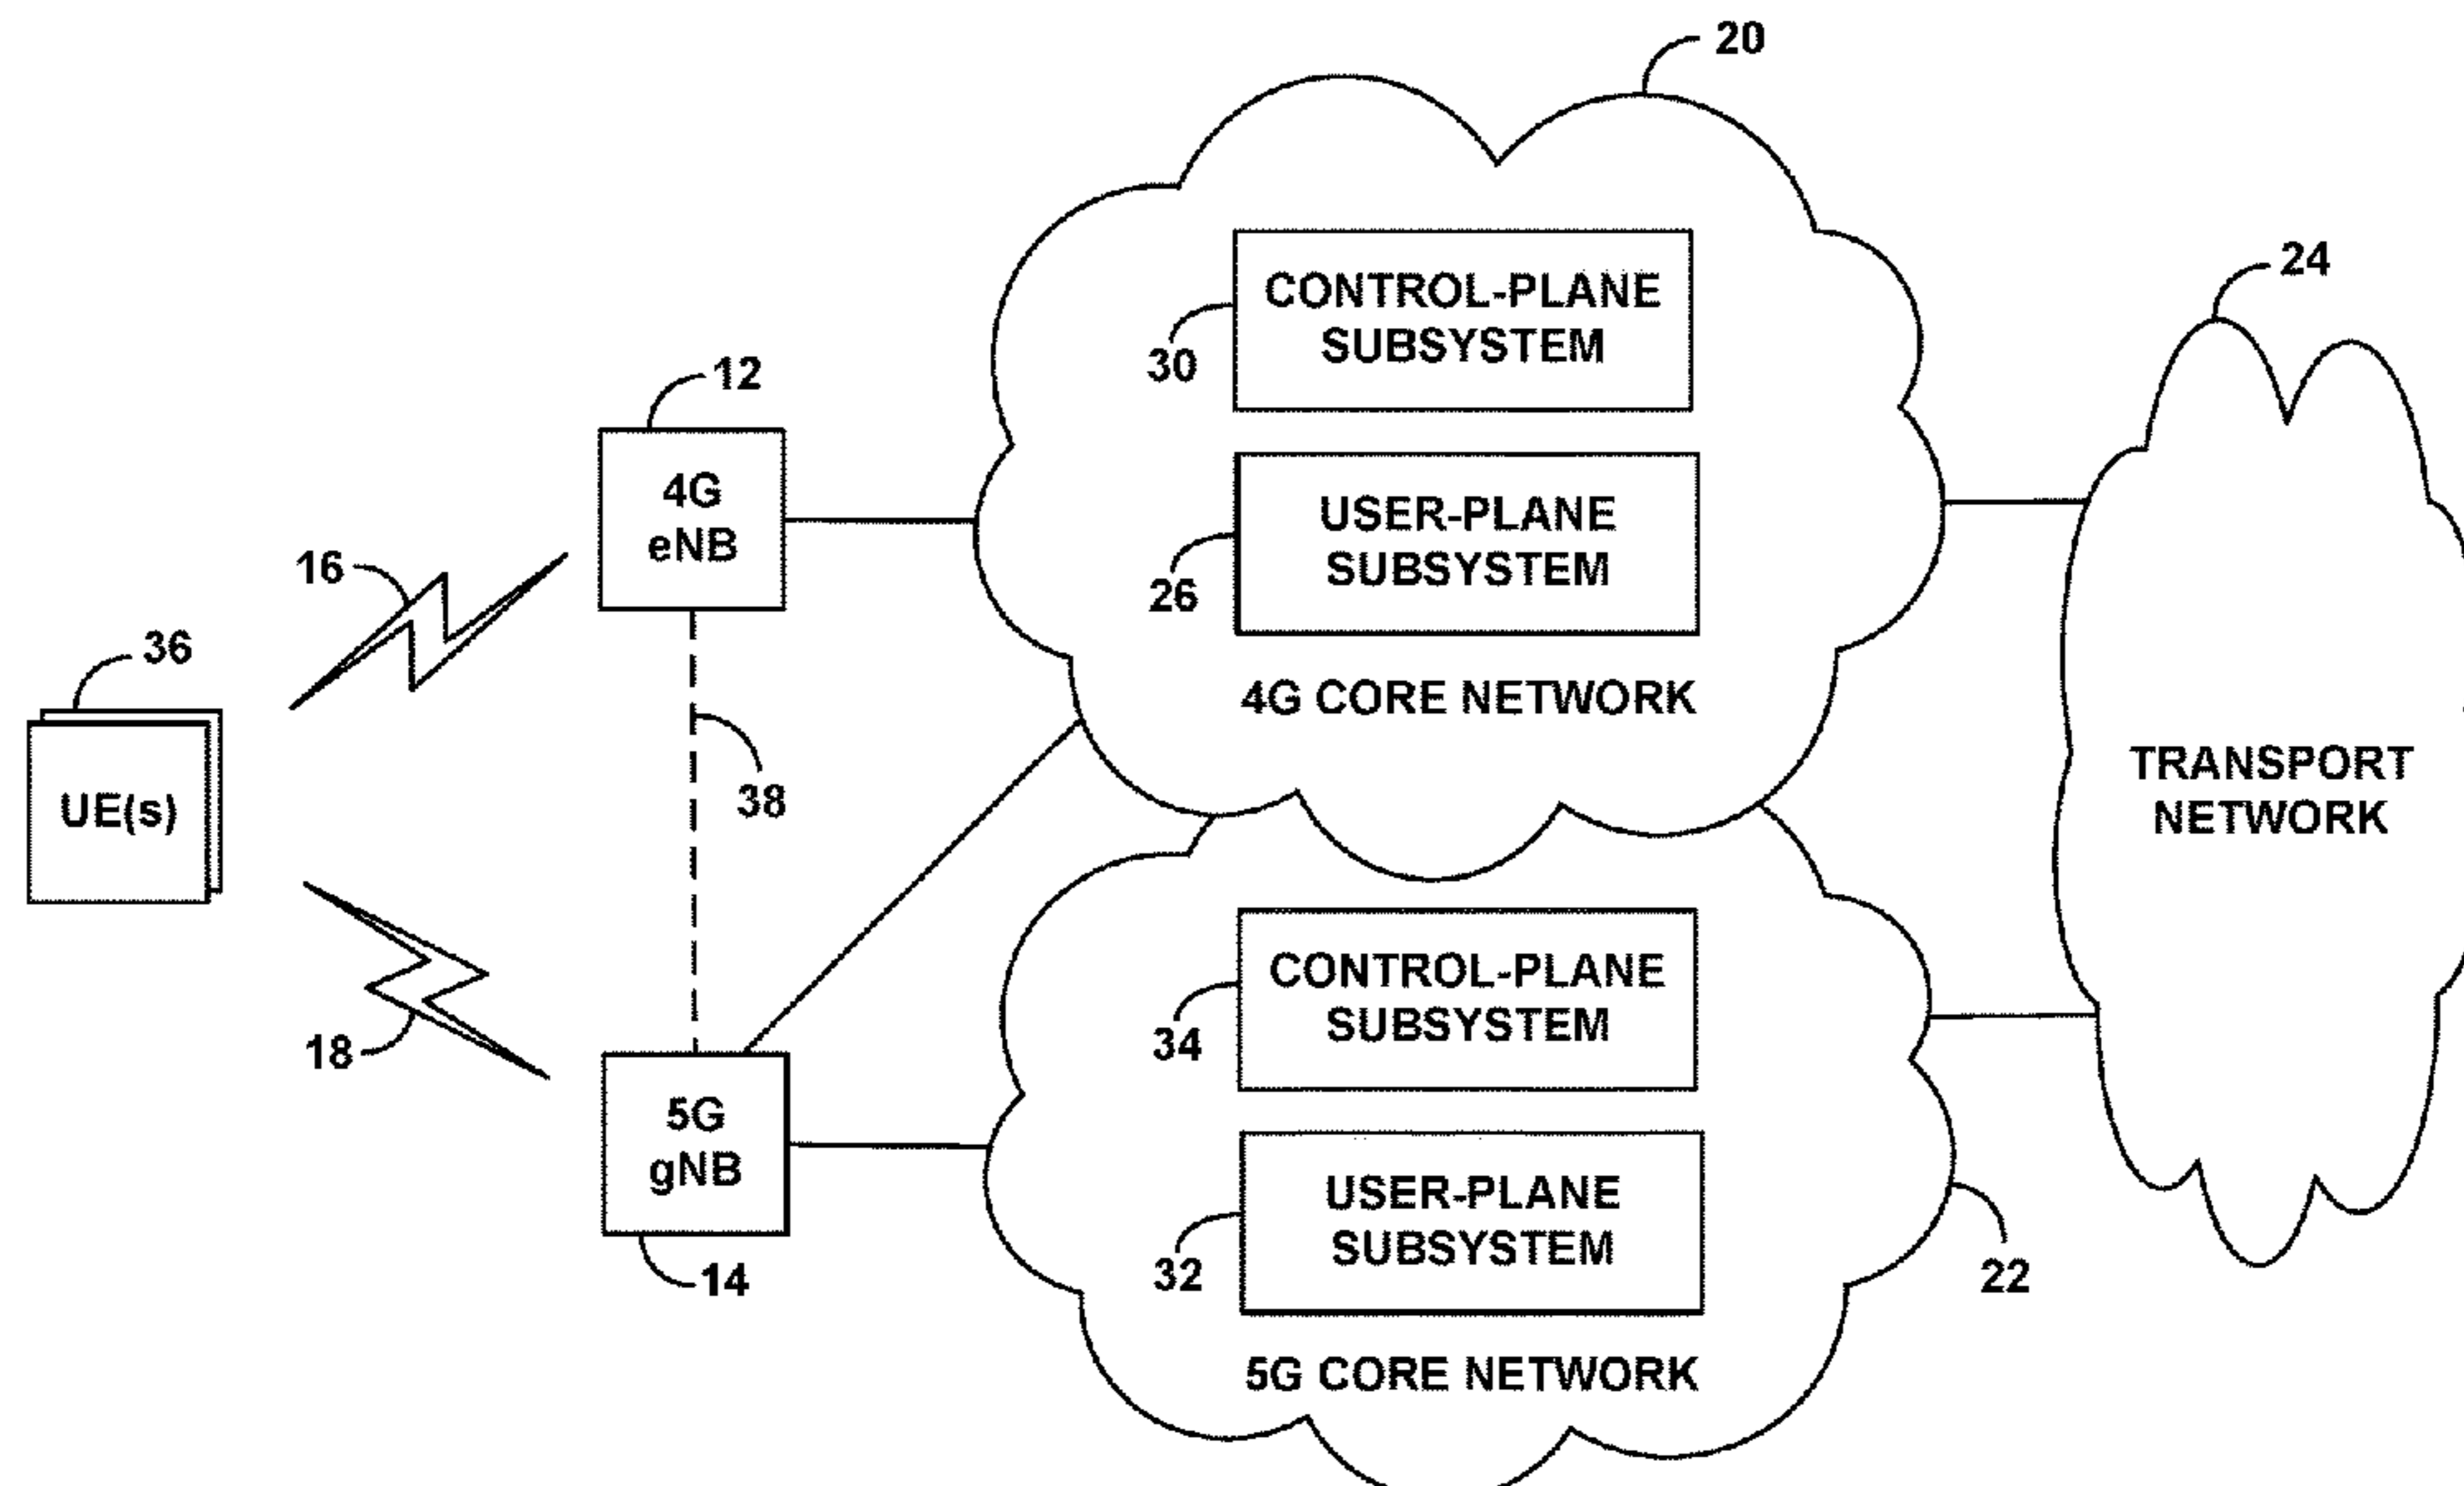 20
CONTROL-PLANE
SUBSYSTEM
30
24
12
4G
eNB
USER-PLANE
SUBSYSTEM
26
16
36
4G CORE NETWORK
UE(s)
38
TRANSPORT
NETWORK
CONTROL-PLANE
SUBSYSTEM
34
18
5G
gNB
USER-PLANE
SUBSYSTEM
32
14
22
5G CORE NETWORK